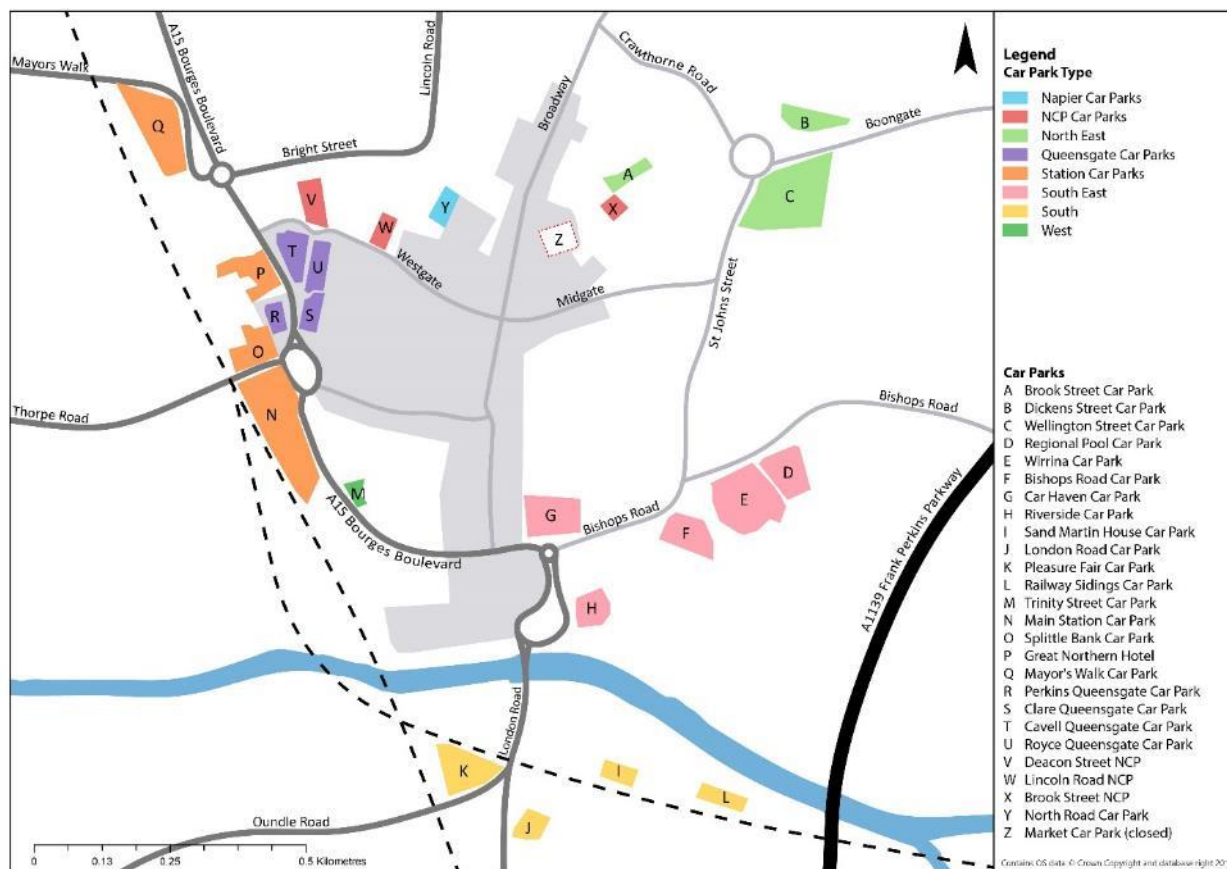 Mayors Walk
A15 Bourges Boulevard
Lincoln Road
Bright Street
Broadway
Crawthorne Road
Boongate
Q
V
W
Y
A
X
Z
B
C
T
U
P
R
S
O
N
M
Westgate
Midgate
St Johns Street
Thorpe Road
A15 Bourges Boulevard
Bishops Road
Bishops Road
G
F
E
D
H
A1139 Frank Perkins Parkway
London Road
K
I
L
J
Oundle Road
0 0.13 0.25 0.5 Kilometres
Legend
Car Park Type
Napier Car Parks
NCP Car Parks
North East
Queensgate Car Parks
Station Car Parks
South East
South
West
Car Parks
A Brook Street Car Park
B Dickens Street Car Park
C Wellington Street Car Park
D Regional Pool Car Park
E Wirrina Car Park
F Bishops Road Car Park
G Car Haven Car Park
H Riverside Car Park
I Sand Martin House Car Park
J London Road Car Park
K Pleasure Fair Car Park
L Railway Sidings Car Park
M Trinity Street Car Park
N Main Station Car Park
O Splittle Bank Car Park
P Great Northern Hotel
Q Mayor's Walk Car Park
R Perkins Queensgate Car Park
S Clare Queensgate Car Park
T Cavell Queensgate Car Park
U Royce Queensgate Car Park
V Deacon Street NCP
W Lincoln Road NCP
X Brook Street NCP
Y North Road Car Park
Z Market Car Park (closed)
Contains OS data © Crown Copyright and database right